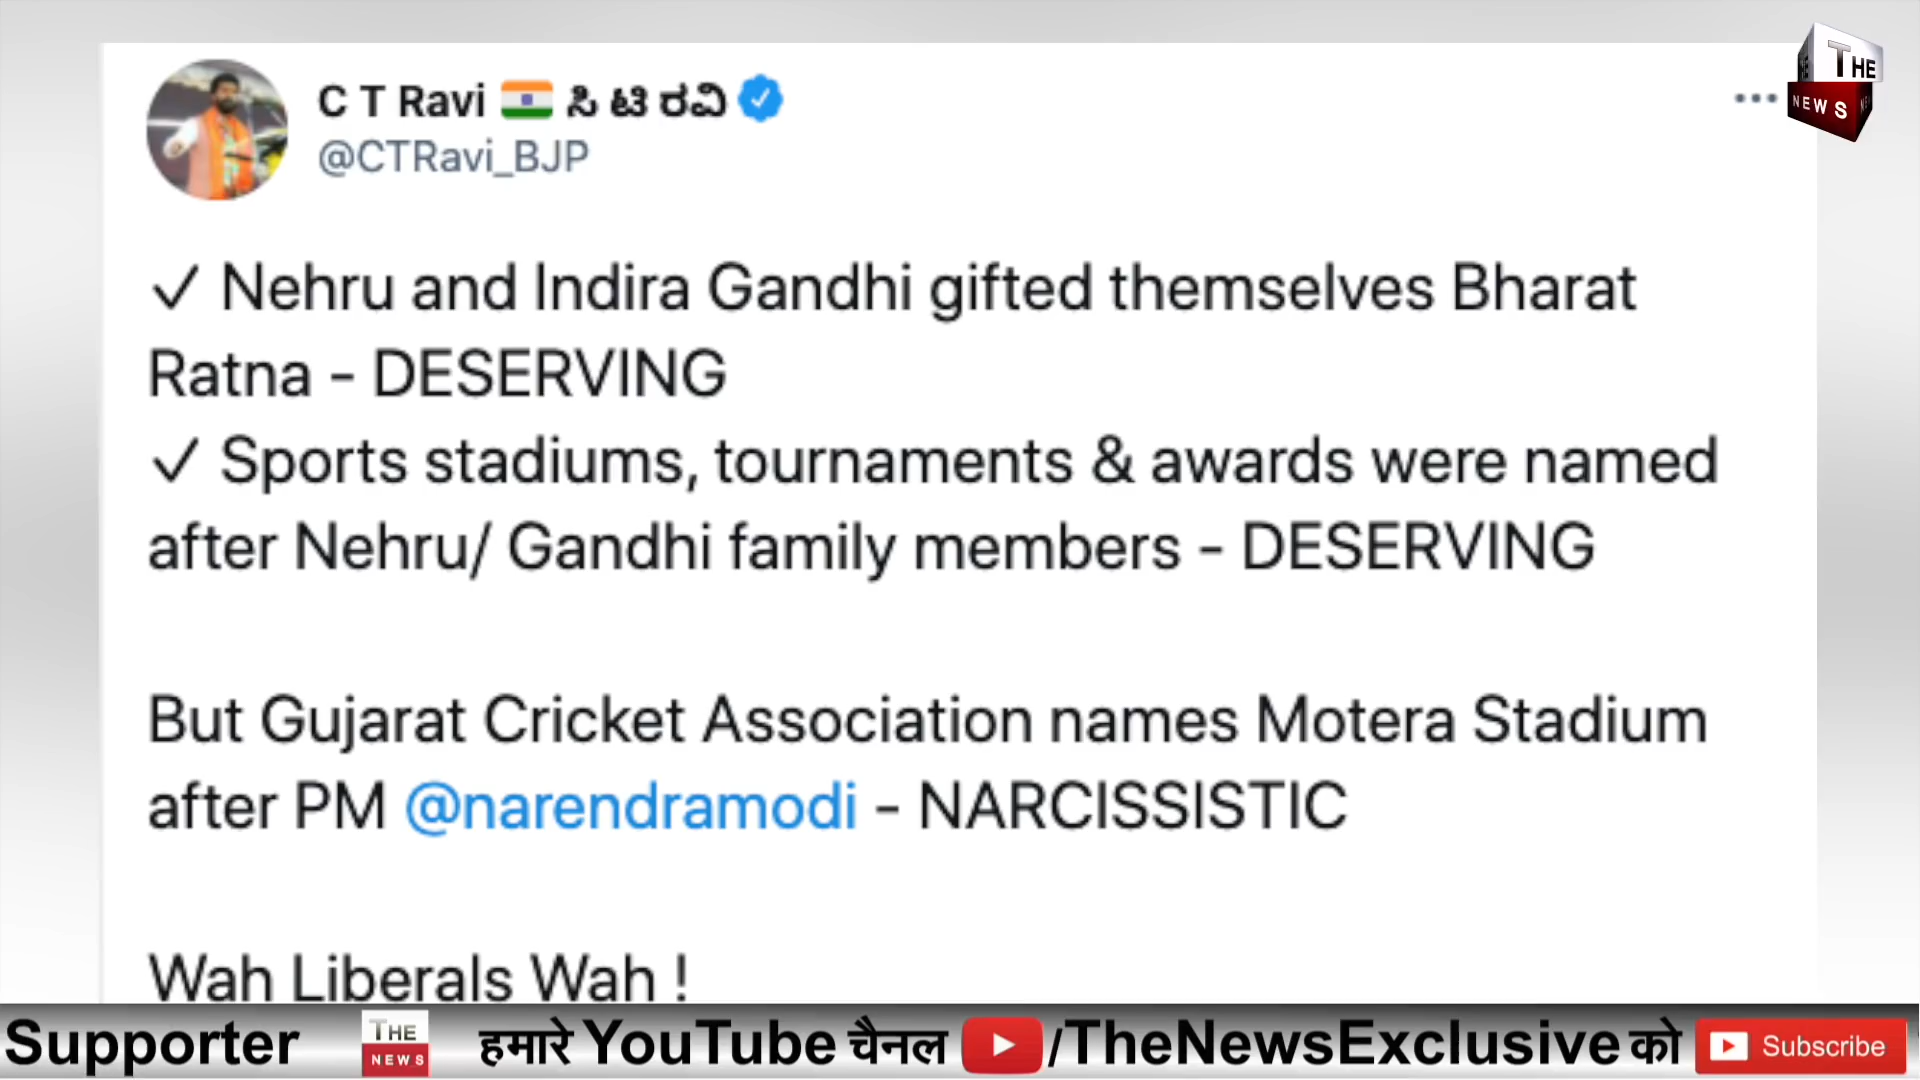 C T Ravi 🇮🇳 ಸಿ ಟಿ ರವಿ
@CTRavi_BJP
THE
NEWS
✓ Nehru and Indira Gandhi gifted themselves Bharat
Ratna - DESERVING
✓ Sports stadiums, tournaments & awards were named
after Nehru/ Gandhi family members - DESERVING
But Gujarat Cricket Association names Motera Stadium
after PM @narendramodi - NARCISSISTIC
Wah Liberals Wah !
Supporter THE NEWS हमारे YouTube चैनल /TheNewsExclusive को Subscribe